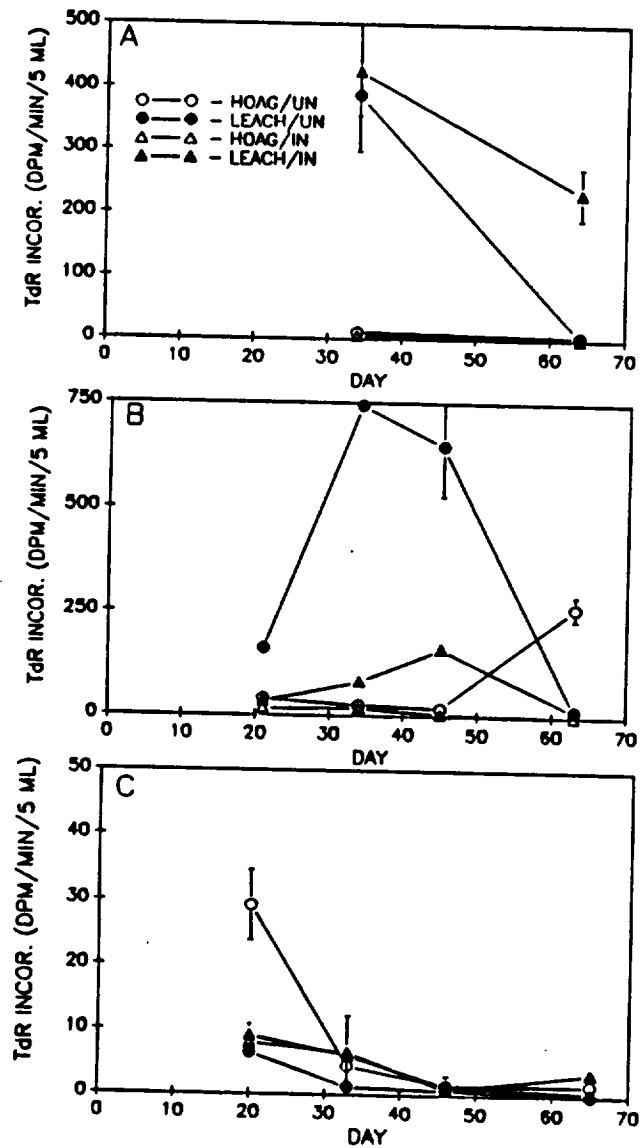 A
500
400
300
200
100
0
TdR INCOR. (DPM/MIN/5 ML)
– HOAG/UN
– LEACH/UN
– HOAG/IN
– LEACH/IN
0 10 20 30 40 50 60 70
DAY
B
750
500
250
0
TdR INCOR. (DPM/MIN/5 ML)
0 10 20 30 40 50 60 70
DAY
C
50
40
30
20
10
0
TdR INCOR. (DPM/MIN/5 ML)
0 10 20 30 40 50 60 70
DAY